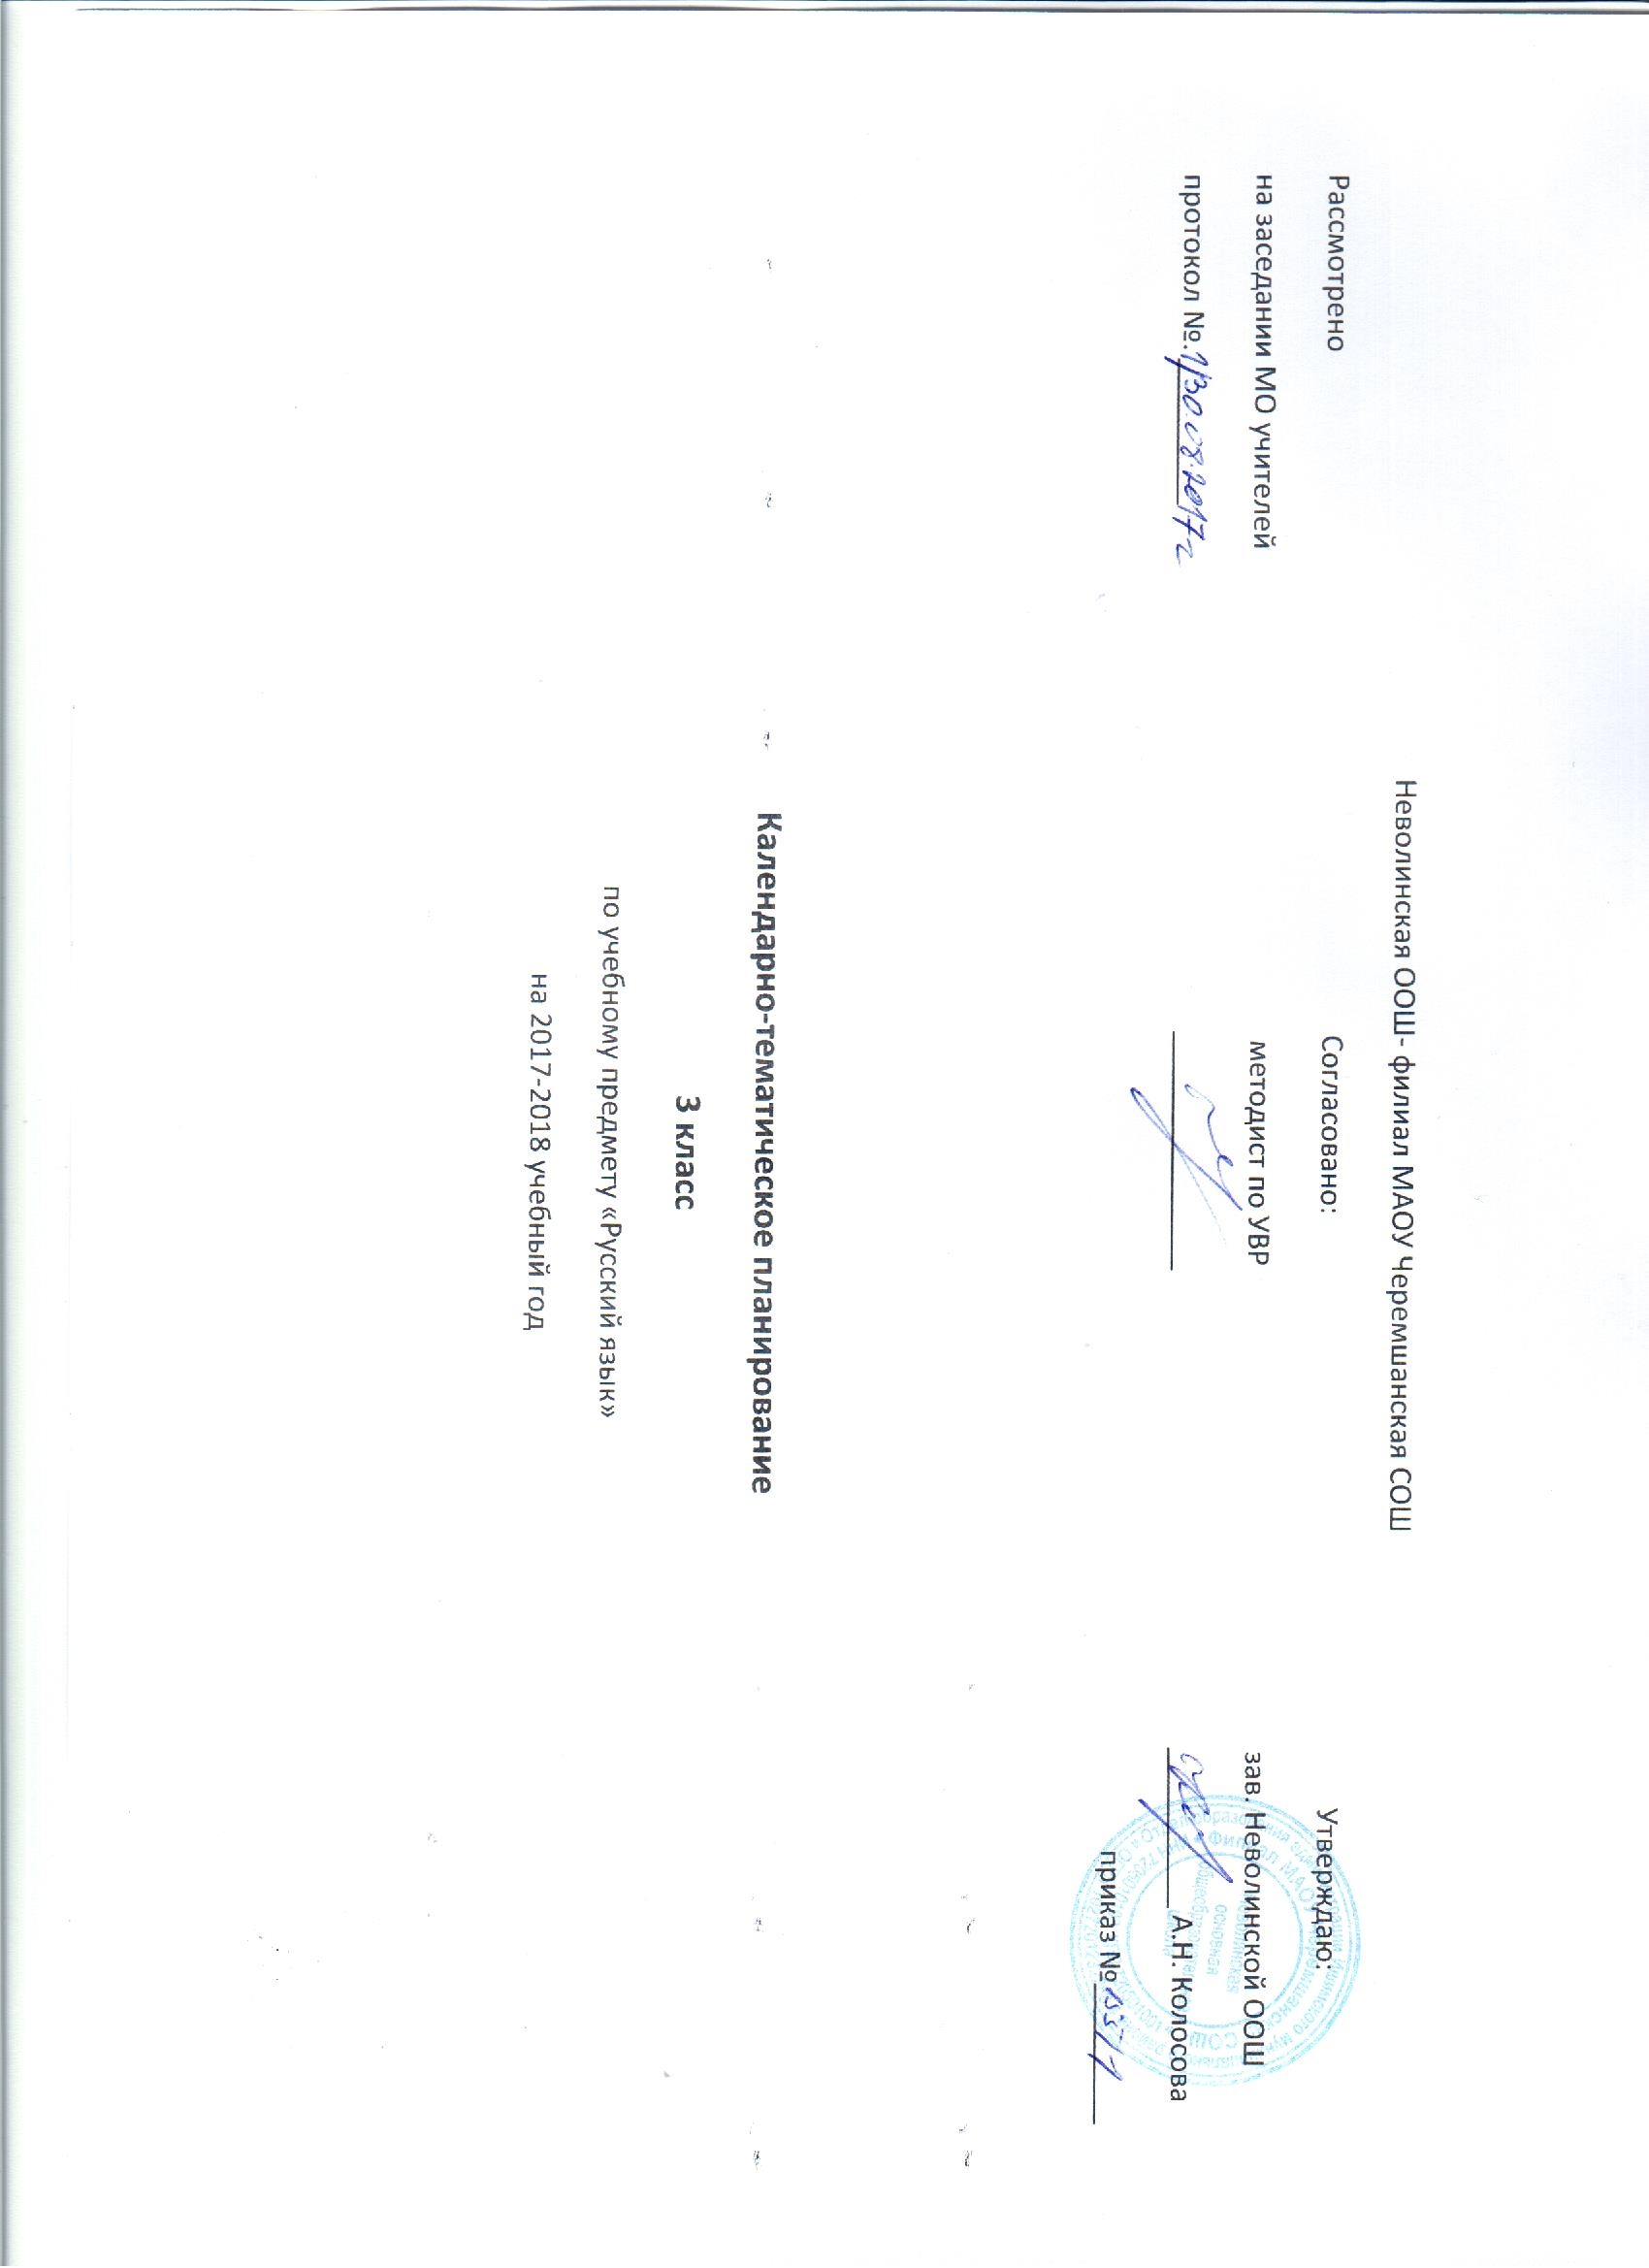 Неволинская ООШ- филиал МАОУ Черемшанская СОШ
Рассмотрено
на заседании МО учителей
протокол №.1/30.08.2017г
Согласовано:
методист по УВР
Утверждаю:
зав. Неволинской ООШ
А.Н. Колосова
приказ №
Календарно-тематическое планирование
3 класс
по учебному предмету «Русский язык»
на 2017-2018 учебный год